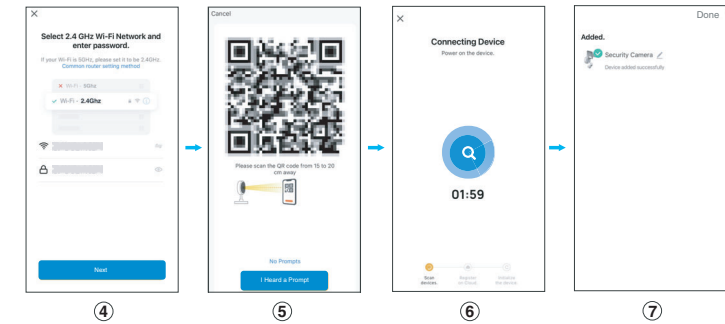 Select 2.4 GHz Wi-Fi Network and
enter password.
If your Wi-Fi is 5GHz, please set it to be 2.4GHz.
Common router setting method
Wi-Fi - 5Ghz
Wi-Fi - 2.4Ghz
Next
④
Cancel
Please scan the QR code from 15 to 20
cm away
No Prompts
I Heard a Prompt
⑤
Connecting Device
Power on the device.
01:59
Scan
devices.
Register
on Cloud.
Initialize
the device.
⑥
Done
Added.
Security Camera
Device added successfully.
⑦